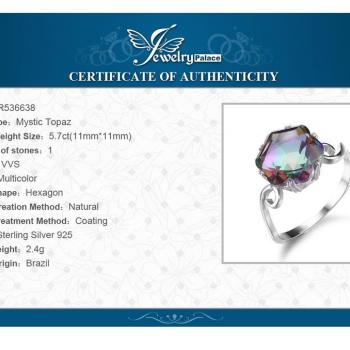 JewelryPalace
CERTIFICATE OF AUTHENTICITY
R536638
pe: Mystic Topaz
eight Size: 5.7ct(11mm*11mm)
of stones: 1
VVS
Multicolor
hape: Hexagon
reation Method: Natural
reatment Method: Coating
Sterling Silver 925
eight: 2.4g
rigin: Brazil